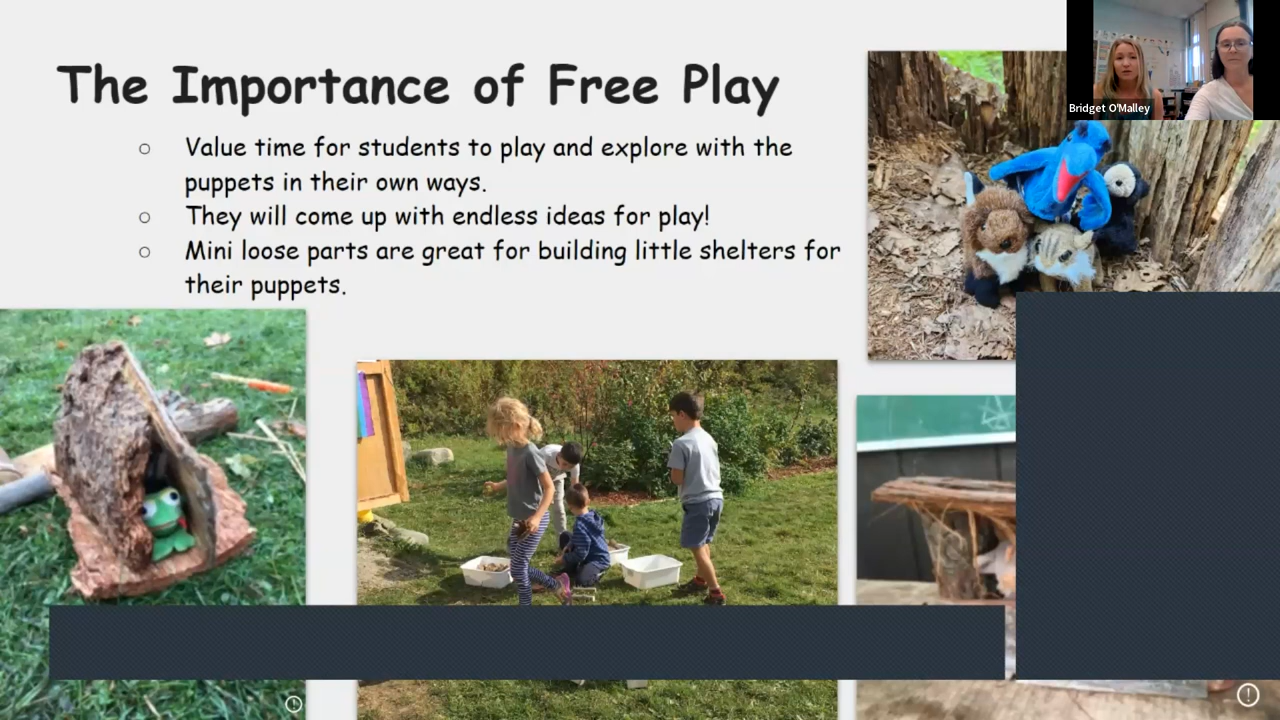 The Importance of Free Play
Value time for students to play and explore with the
puppets in their own ways.
They will come up with endless ideas for play!
Mini loose parts are great for building little shelters for
their puppets.
Bridget O'Malley